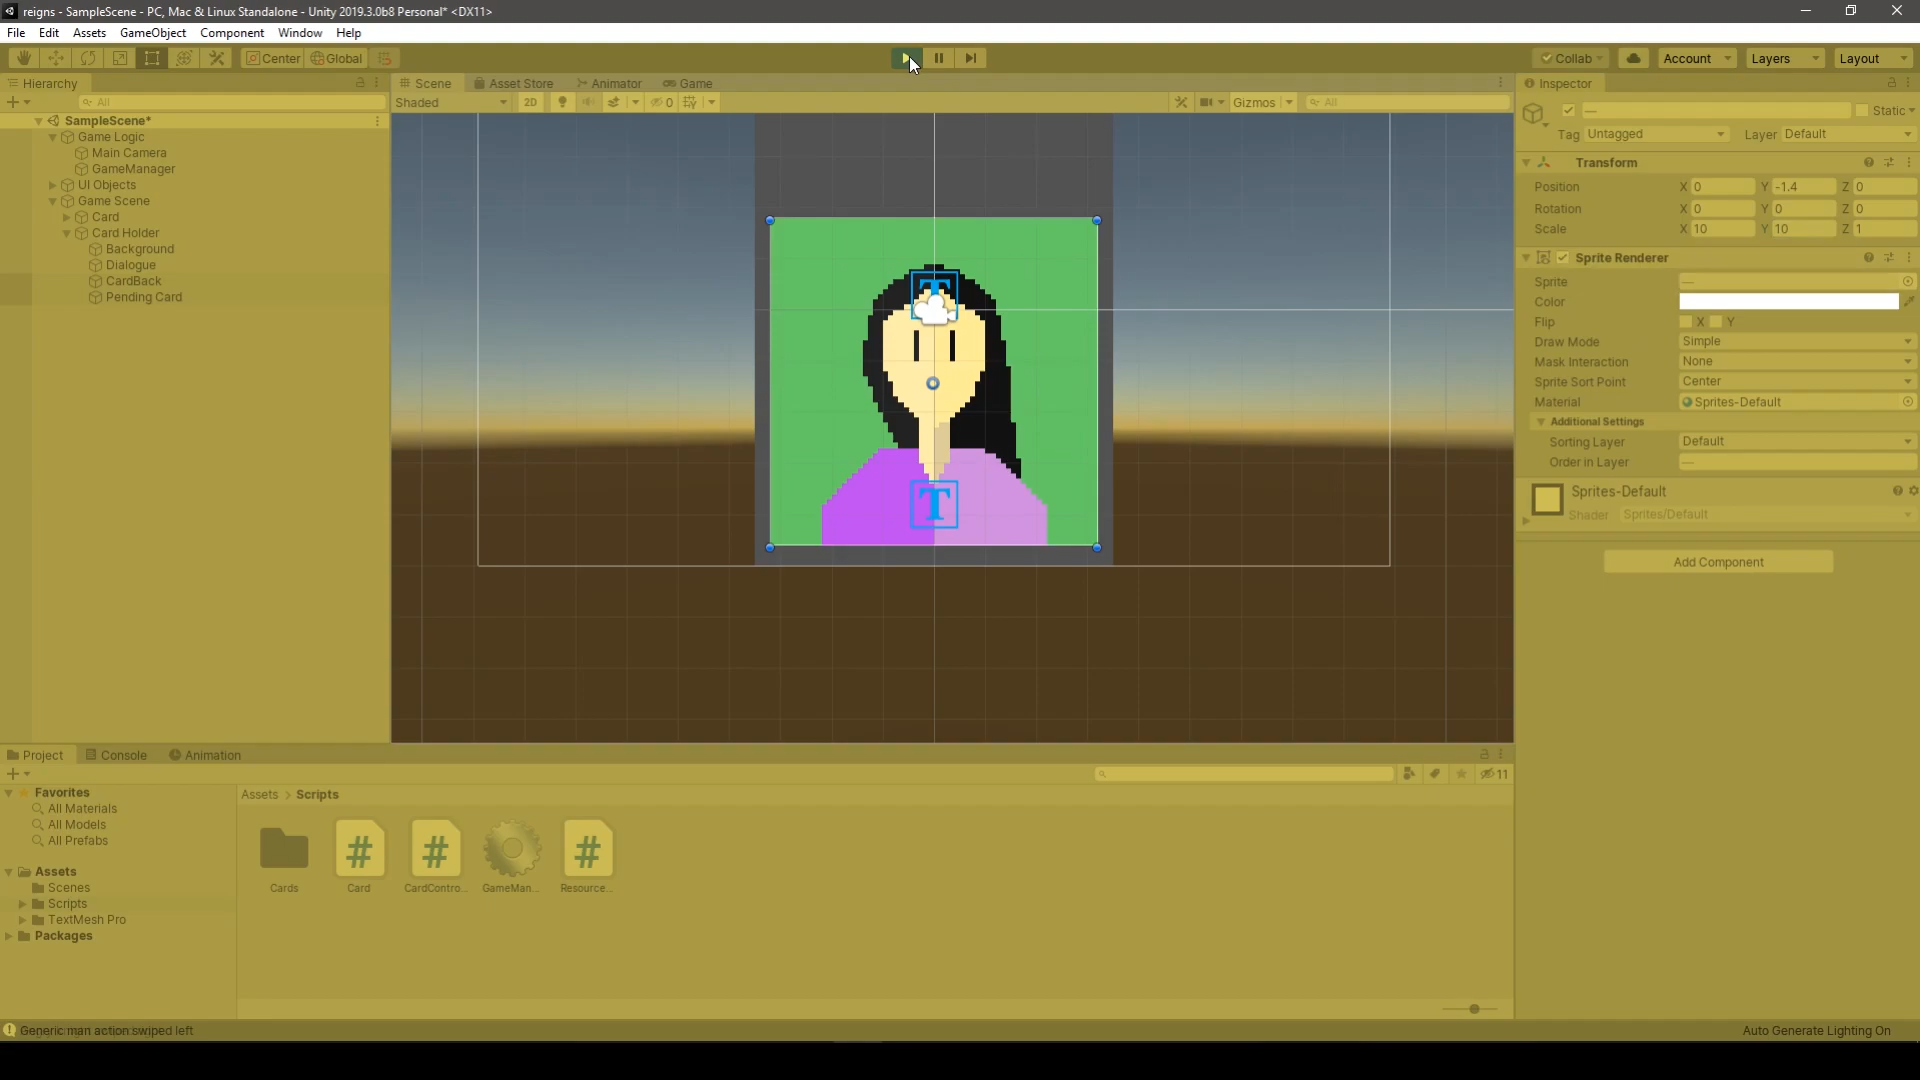 reigns - SampleScene - PC, Mac & Linux Standalone - Unity 2019.3.0b8 Personal* <DX11>
File Edit Assets GameObject Component Window Help
Center Global Collab Account Layers Layout
Hierarchy
All
SampleScene*
Game Logic
Main Camera
GameManager
UI Objects
Game Scene
Card
Card Holder
Background
Dialogue
CardBack
Pending Card
Scene Asset Store Animator Game
Shaded 2D 0 Gizmos All
T
T
Inspector
— Static
Tag Untagged Layer Default
Transform
Position X 0 Y -1.4 Z 0
Rotation X 0 Y 0 Z 0
Scale X 10 Y 10 Z 1
Sprite Renderer
Sprite —
Color
Flip X Y
Draw Mode Simple
Mask Interaction None
Sprite Sort Point Center
Material Sprites-Default
Additional Settings
Sorting Layer Default
Order in Layer —
Sprites-Default
Shader Sprites/Default
Add Component
Project Console Animation
11
Favorites
All Materials
All Models
All Prefabs
Assets
Scenes
Scripts
TextMesh Pro
Packages
Assets > Scripts
# # # #
Cards Card CardContro... GameMan... Resource...
Generic man action swiped left
Auto Generate Lighting On